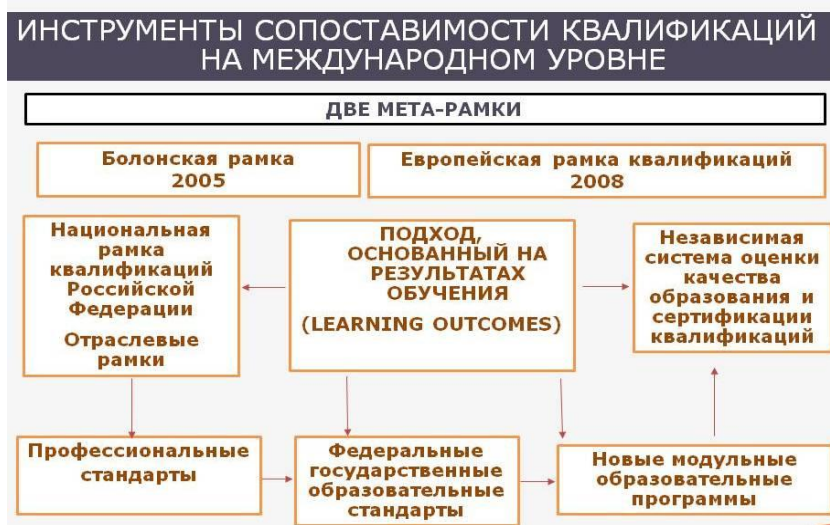 ИНСТРУМЕНТЫ СОПОСТАВИМОСТИ КВАЛИФИКАЦИЙ
НА МЕЖДУНАРОДНОМ УРОВНЕ
ДВЕ МЕТА-РАМКИ
Болонская рамка
2005
Европейская рамка квалификаций
2008
Национальная
рамка
квалификаций
Российской
Федерации
Отраслевые
рамки
ПОДХОД,
ОСНОВАННЫЙ НА
РЕЗУЛЬТАТАХ
ОБУЧЕНИЯ
(LEARNING OUTCOMES)
Независимая
система оценки
качества
образования и
сертификации
квалификаций
Профессиональные
стандарты
Федеральные
государственные
образовательные
стандарты
Новые модульные
образовательные
программы